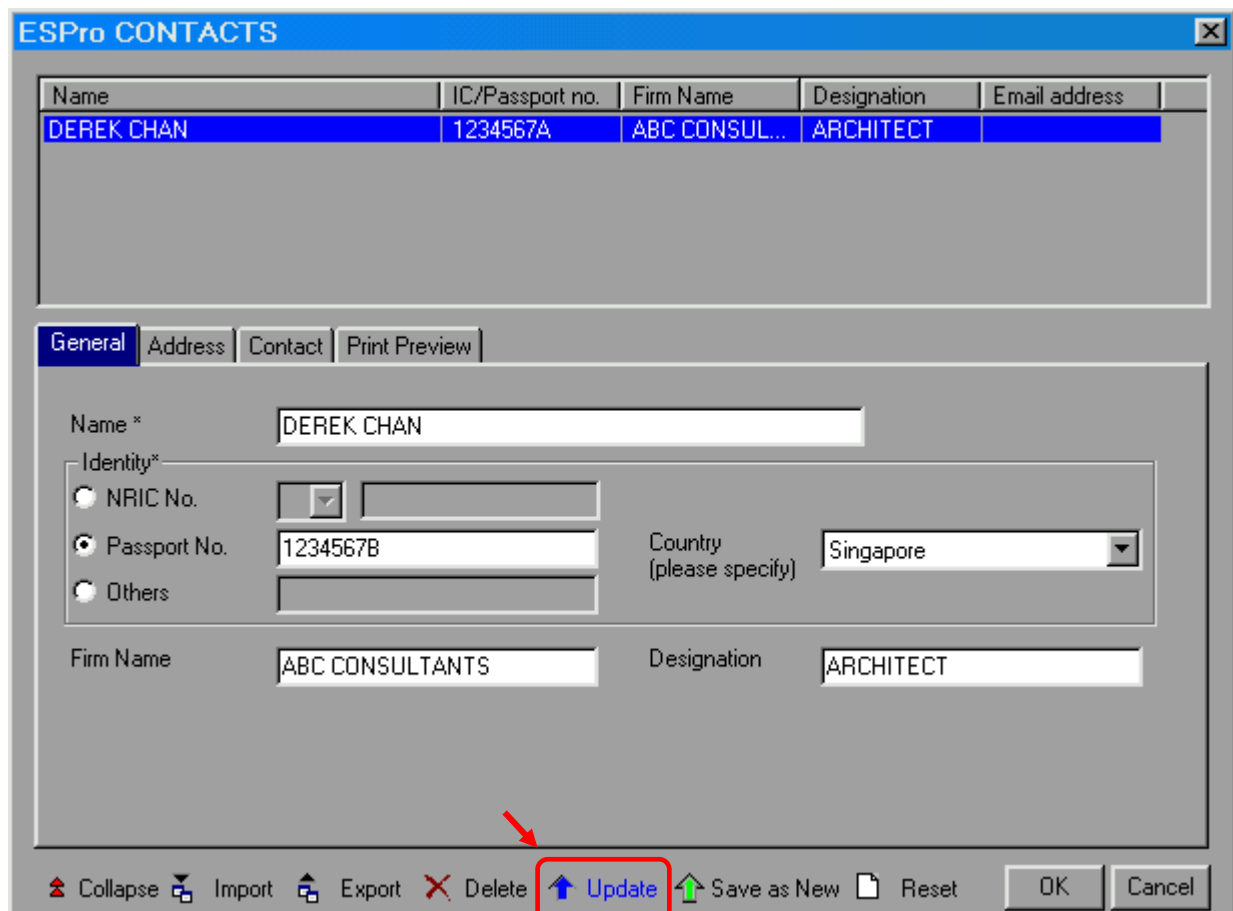 ESPro CONTACTS
Name IC/Passport no. Firm Name Designation Email address
DEREK CHAN 1234567A ABC CONSUL... ARCHITECT
General Address Contact Print Preview
Name * DEREK CHAN
Identity*
NRIC No.
Passport No. 1234567B Country (please specify) Singapore
Others
Firm Name ABC CONSULTANTS Designation ARCHITECT
Collapse Import Export Delete Update Save as New Reset OK Cancel